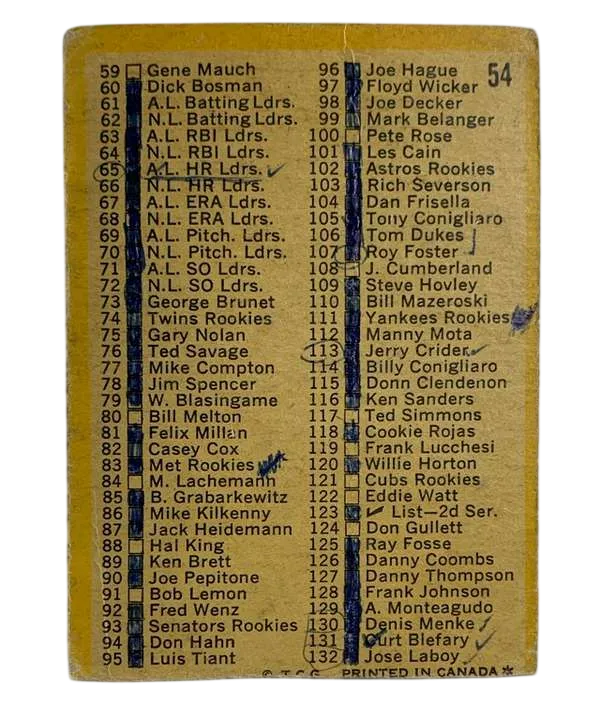 59 Gene Mauch
60 Dick Bosman
61 A.L. Batting Ldrs.
62 N.L. Batting Ldrs.
63 A.L. RBI Ldrs.
64 N.L. RBI Ldrs.
65 A.L. HR Ldrs. ✓
66 N.L. HR Ldrs.
67 A.L. ERA Ldrs.
68 N.L. ERA Ldrs.
69 A.L. Pitch. Ldrs.
70 N.L. Pitch. Ldrs.
71 A.L. SO Ldrs.
72 N.L. SO Ldrs.
73 George Brunet
74 Twins Rookies
75 Gary Nolan
76 Ted Savage
77 Mike Compton
78 Jim Spencer
79 W. Blasingame
80 Bill Melton
81 Felix Millan
82 Casey Cox
83 Met Rookies
84 M. Lachemann
85 B. Grabarkewitz
86 Mike Kilkenny
87 Jack Heidemann
88 Hal King
89 Ken Brett
90 Joe Pepitone
91 Bob Lemon
92 Fred Wenz
93 Senators Rookies
94 Don Hahn
95 Luis Tiant
54
96 Joe Hague
97 Floyd Wicker
98 Joe Decker
99 Mark Belanger
100 Pete Rose
101 Les Cain
102 Astros Rookies
103 Rich Severson
104 Dan Frisella
105 Tony Conigliaro
106 Tom Dukes
107 Roy Foster
108 J. Cumberland
109 Steve Hovley
110 Bill Mazeroski
111 Yankees Rookies
112 Manny Mota
113 Jerry Crider ✓
114 Billy Conigliaro
115 Donn Clendenon
116 Ken Sanders
117 Ted Simmons
118 Cookie Rojas
119 Frank Lucchesi
120 Willie Horton
121 Cubs Rookies
122 Eddie Watt
123 ✓ List—2d Ser.
124 Don Gullett
125 Ray Fosse
126 Danny Coombs
127 Danny Thompson
128 Frank Johnson
129 A. Monteagudo
130 Denis Menke ✓
131 Curt Blefary ✓
132 Jose Laboy ✓
© T.C.G. PRINTED IN CANADA *